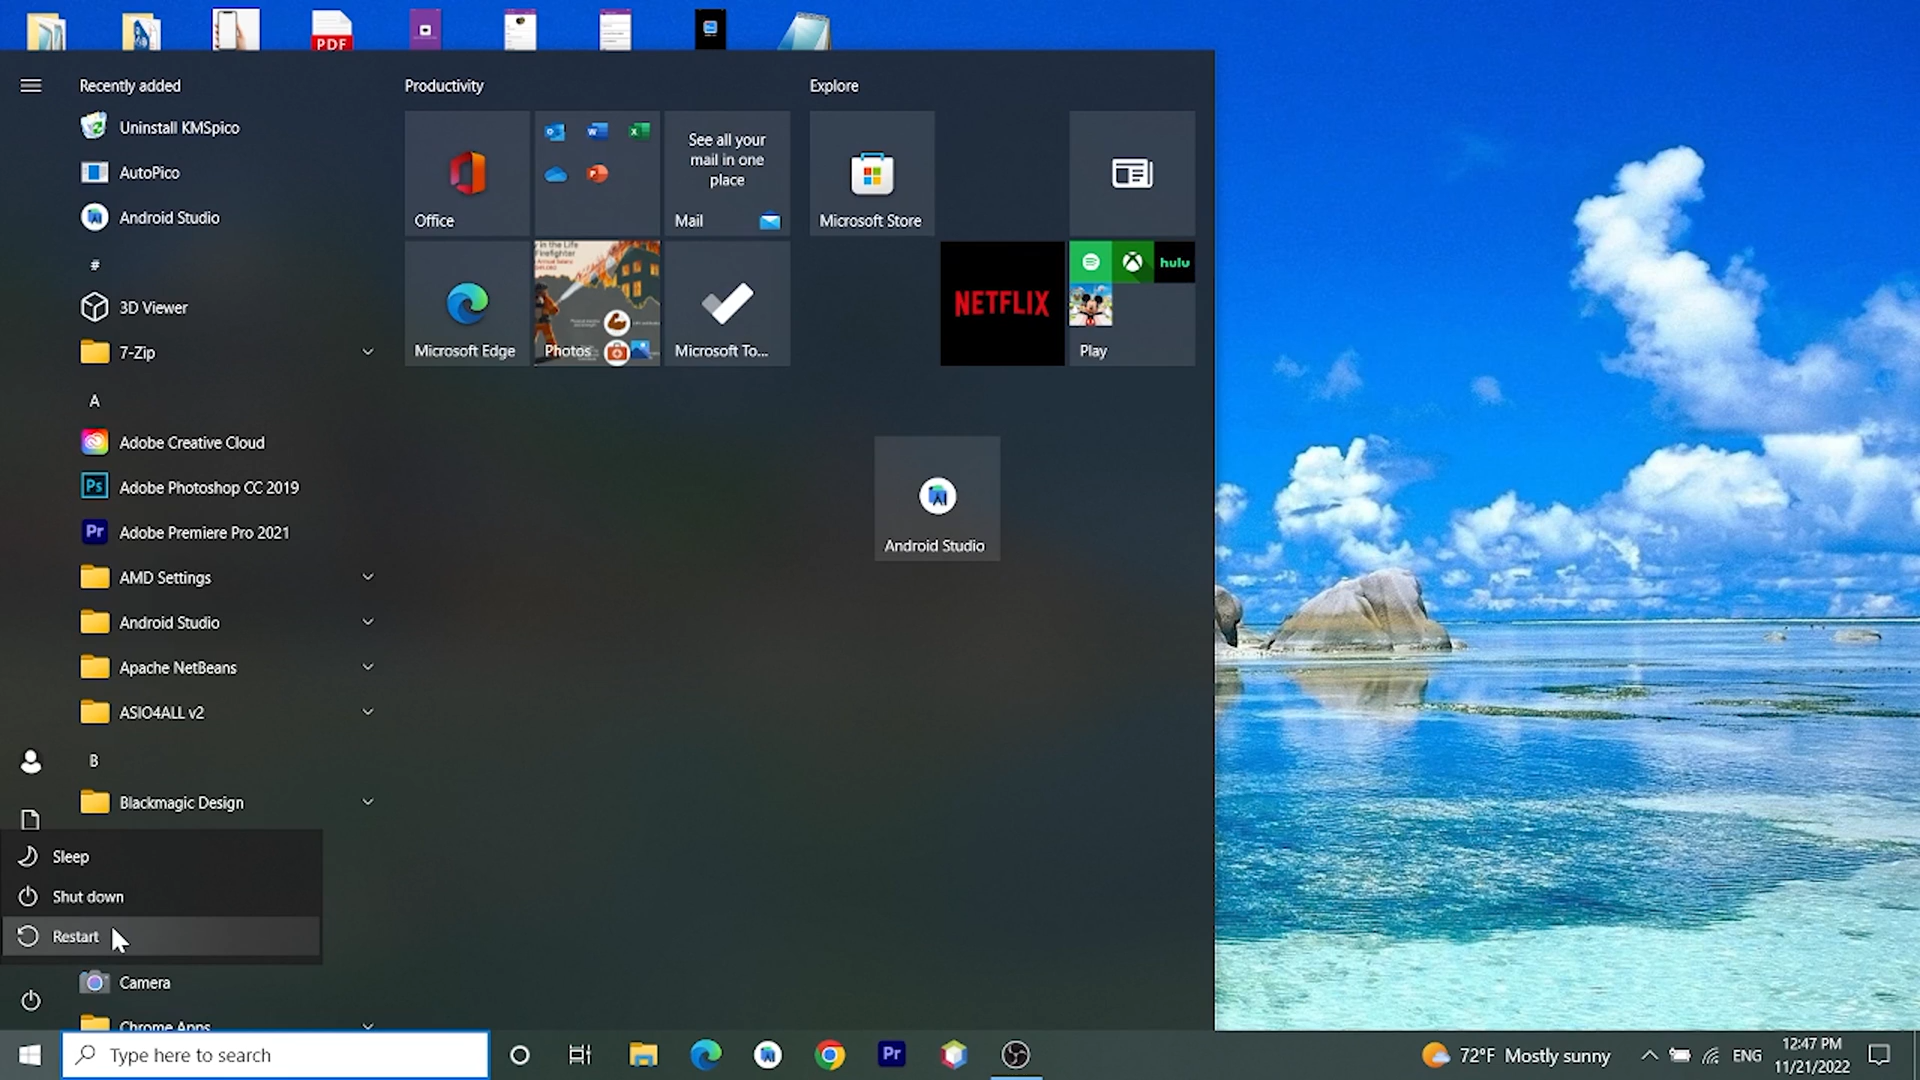 PDF
Recently added
Uninstall KMSpico
AutoPico
Android Studio
#
3D Viewer
7-Zip
A
Adobe Creative Cloud
Ps Adobe Photoshop CC 2019
Pr Adobe Premiere Pro 2021
AMD Settings
Android Studio
Apache NetBeans
ASIO4ALL v2
B
Blackmagic Design
Sleep
Shut down
Restart
Camera
Chrome Apps
Productivity
Office
See all your
mail in one
place
Mail
Microsoft Edge
Photos
Microsoft To...
Explore
Microsoft Store
NETFLIX
hulu
Play
Android Studio
Type here to search
Pr
72°F Mostly sunny
ENG
12:47 PM
11/21/2022